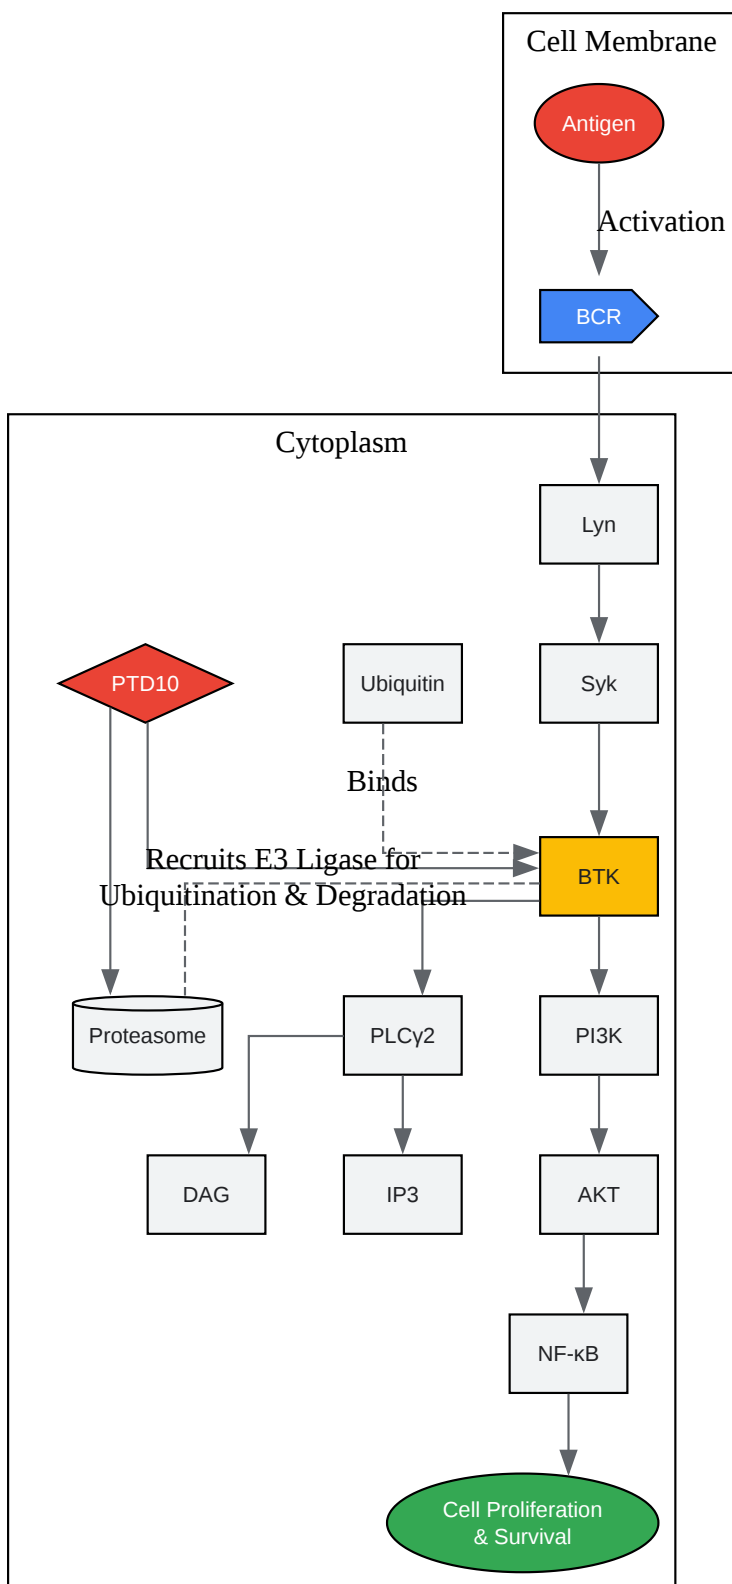 Cell Membrane
Antigen
Activation
BCR
Cytoplasm
Lyn
PTD10
Ubiquitin
Syk
Binds
Recruits E3 Ligase for
Ubiquitination & Degradation
BTK
Proteasome
PLCγ2
PI3K
DAG
IP3
AKT
NF-κB
Cell Proliferation
& Survival